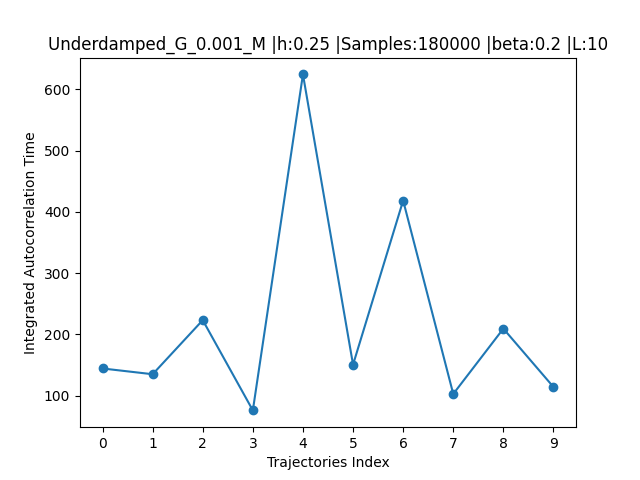 Underdamped_G_0.001_M |h:0.25 |Samples:180000 |beta:0.2 |L:10
Integrated Autocorrelation Time
600
500
400
300
200
100
0 1 2 3 4 5 6 7 8 9
Trajectories Index